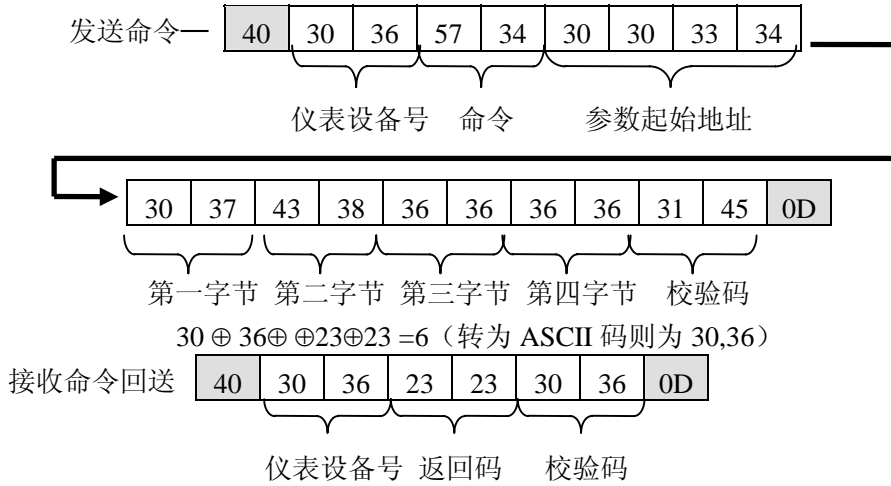 发送命令— 40 30 36 57 34 30 30 33 34
仪表设备号 命令 参数起始地址
30 37 43 38 36 36 36 36 31 45 0D
第一字节 第二字节 第三字节 第四字节 校验码
30 ⊕ 36⊕ ⊕23⊕23 =6（转为 ASCII 码则为 30,36）
接收命令回送 40 30 36 23 23 30 36 0D
仪表设备号 返回码 校验码